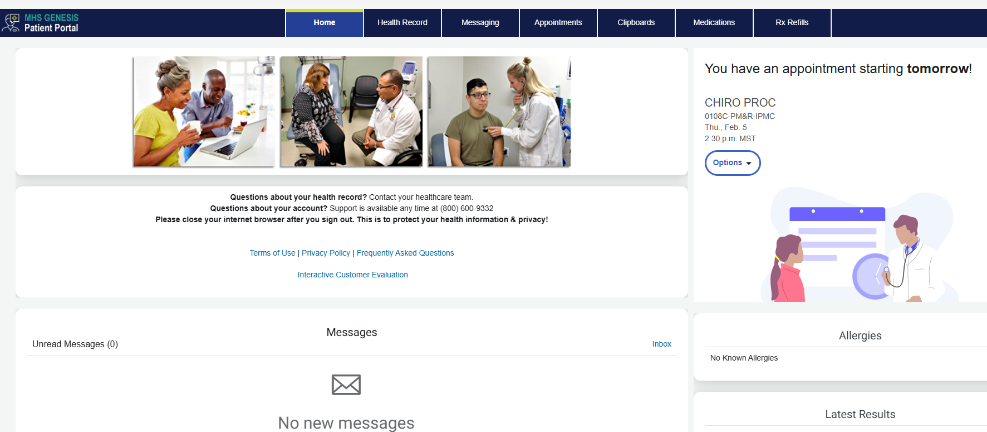 MHS GENESIS
Patient Portal
Home
Health Record
Messaging
Appointments
Clipboards
Medications
Rx Refills
Questions about your health record? Contact your healthcare team.
Questions about your account? Support is available any time at (800) 600-9332
Please close your internet browser after you sign out. This is to protect your health information & privacy!
Terms of Use | Privacy Policy | Frequently Asked Questions
Interactive Customer Evaluation
Messages
Unread Messages (0)
Inbox
No new messages
You have an appointment starting tomorrow!
CHIRO PROC
0108C-PM&R-IPMC
Thu., Feb. 5
2:30 p.m. MST
Options
Allergies
No Known Allergies
Latest Results